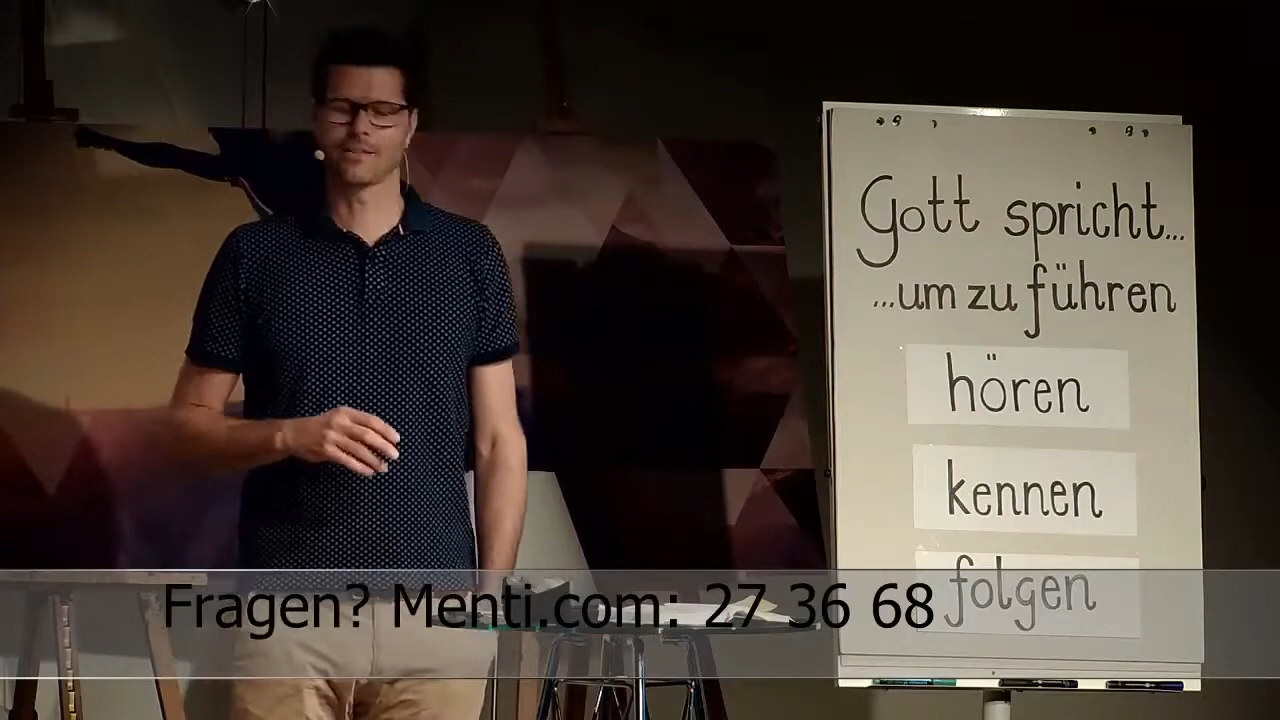 Gott spricht...
...um zu führen
hören
kennen
folgen
Fragen? Menti.com: 27 36 68